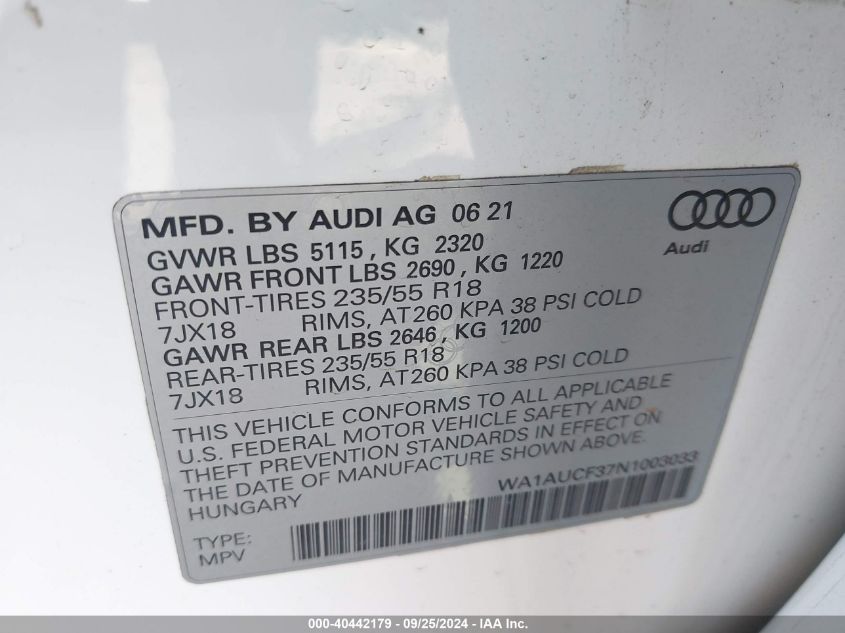 MFD. BY AUDI AG 06 21
Audi
GVWR LBS 5115, KG 2320
GAWR FRONT LBS 2690, KG 1220
FRONT-TIRES 235/55 R18
7JX18 RIMS, AT 260 KPA 38 PSI COLD
GAWR REAR LBS 2646, KG 1200
REAR-TIRES 235/55 R18
7JX18 RIMS, AT 260 KPA 38 PSI COLD
THIS VEHICLE CONFORMS TO ALL APPLICABLE
U.S. FEDERAL MOTOR VEHICLE SAFETY AND
THEFT PREVENTION STANDARDS IN EFFECT ON
THE DATE OF MANUFACTURE SHOWN ABOVE.
HUNGARY
WA1AUCF37N1003033
TYPE:
MPV
000-40442179 - 09/25/2024 - IAA Inc.